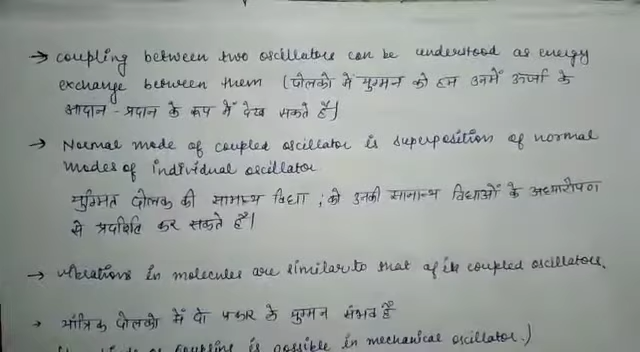 → coupling between two oscillators can be understood as energy
exchange between them (दोलको में युग्मन को हम उनमें ऊर्जा के
आदान - प्रदान के रूप में देख सकते हैं)
→ Normal mode of coupled oscillator is superposition of normal
modes of individual oscillator
युग्मित दोलक की सामान्य विधा ; को उनकी सामान्य विधाओं के अध्यारोपण
से प्रदर्शित कर सकते हैं।
→ vibrations in molecules are similar to that of coupled oscillators.
→ यांत्रिक दोलको में दो प्रकार के युग्मन संभव है
coupling is possible in mechanical oscillator.)